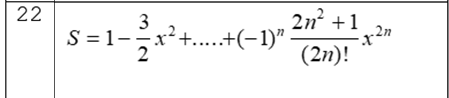 22
S = 1 − 3/2 x² +.....+(−1)ⁿ (2n² + 1)/(2n)! x²ⁿ